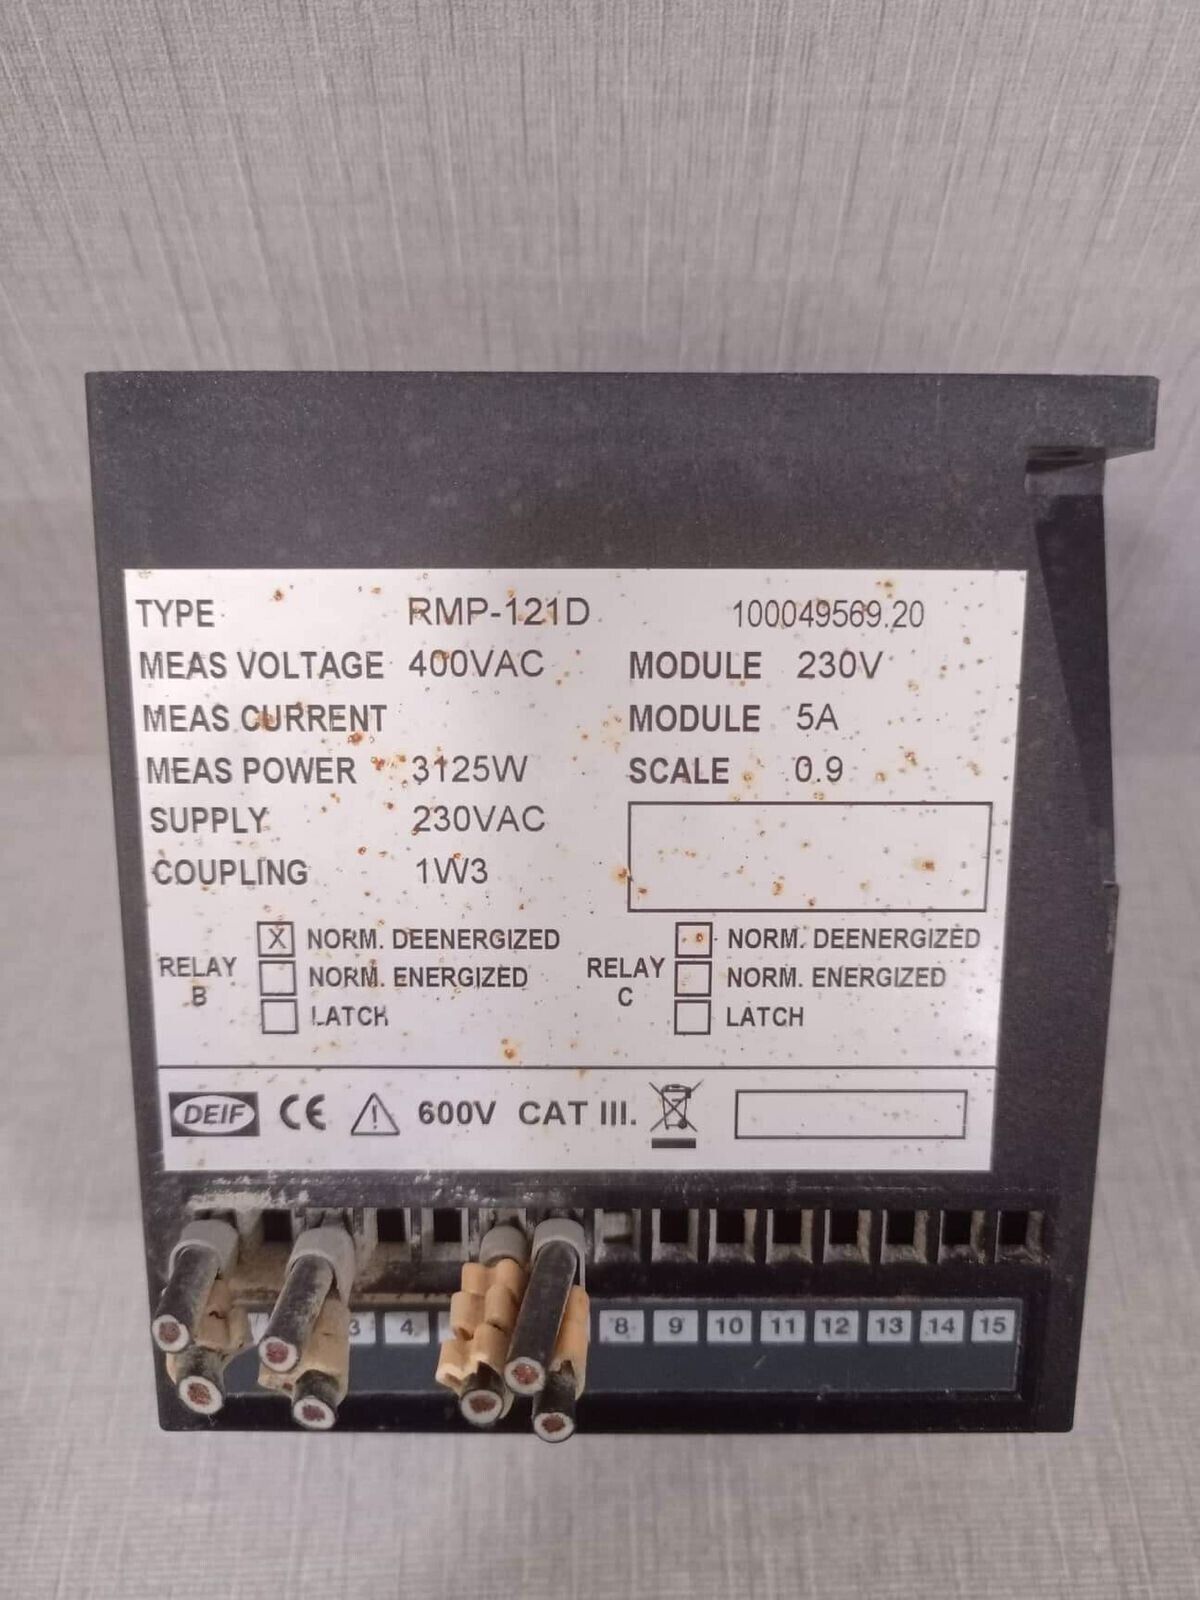 TYPE RMP-121D 100049569.20
MEAS VOLTAGE 400VAC MODULE 230V
MEAS CURRENT MODULE 5A
MEAS POWER 3125W SCALE 0.9
SUPPLY 230VAC
COUPLING 1W3
RELAY B
X NORM. DEENERGIZED
NORM. ENERGIZED
LATCH
RELAY C
NORM. DEENERGIZED
NORM. ENERGIZED
LATCH
DEIF CE 600V CAT III.
3 4 8 9 10 11 12 13 14 15